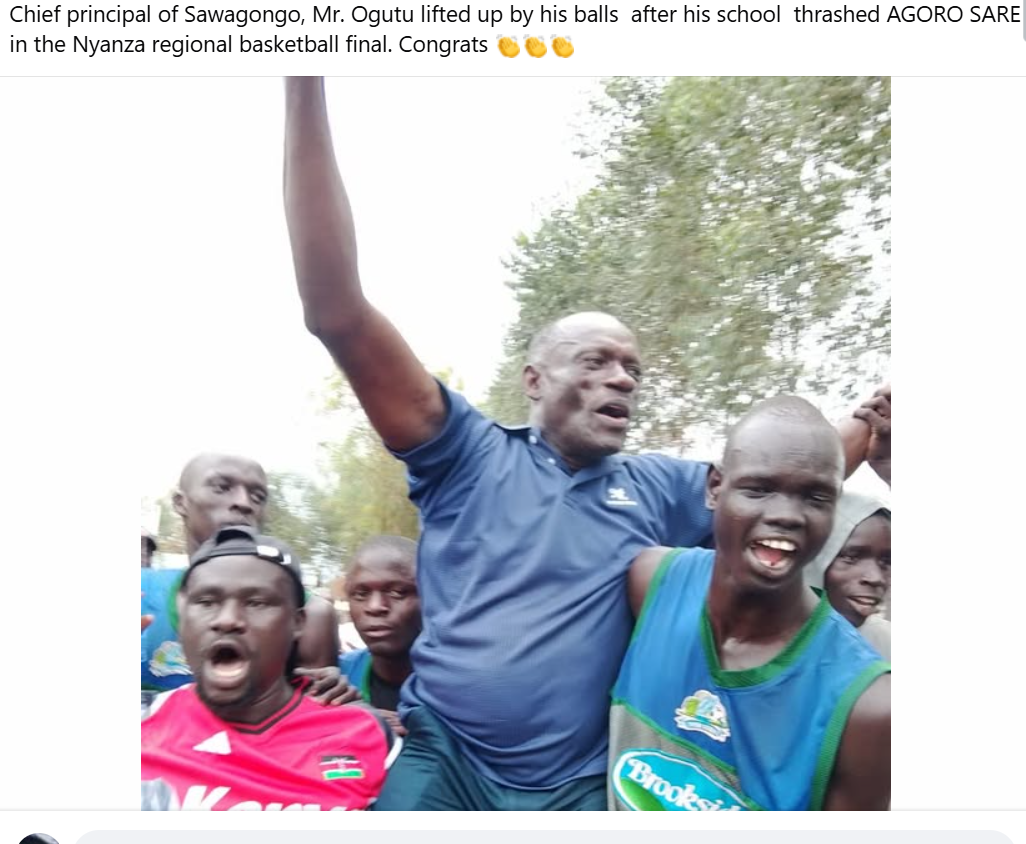 Chief principal of Sawagongo, Mr. Ogutu lifted up by his balls  after his school  thrashed AGORO SARE
in the Nyanza regional basketball final. Congrats 👏👏👏
Brookside